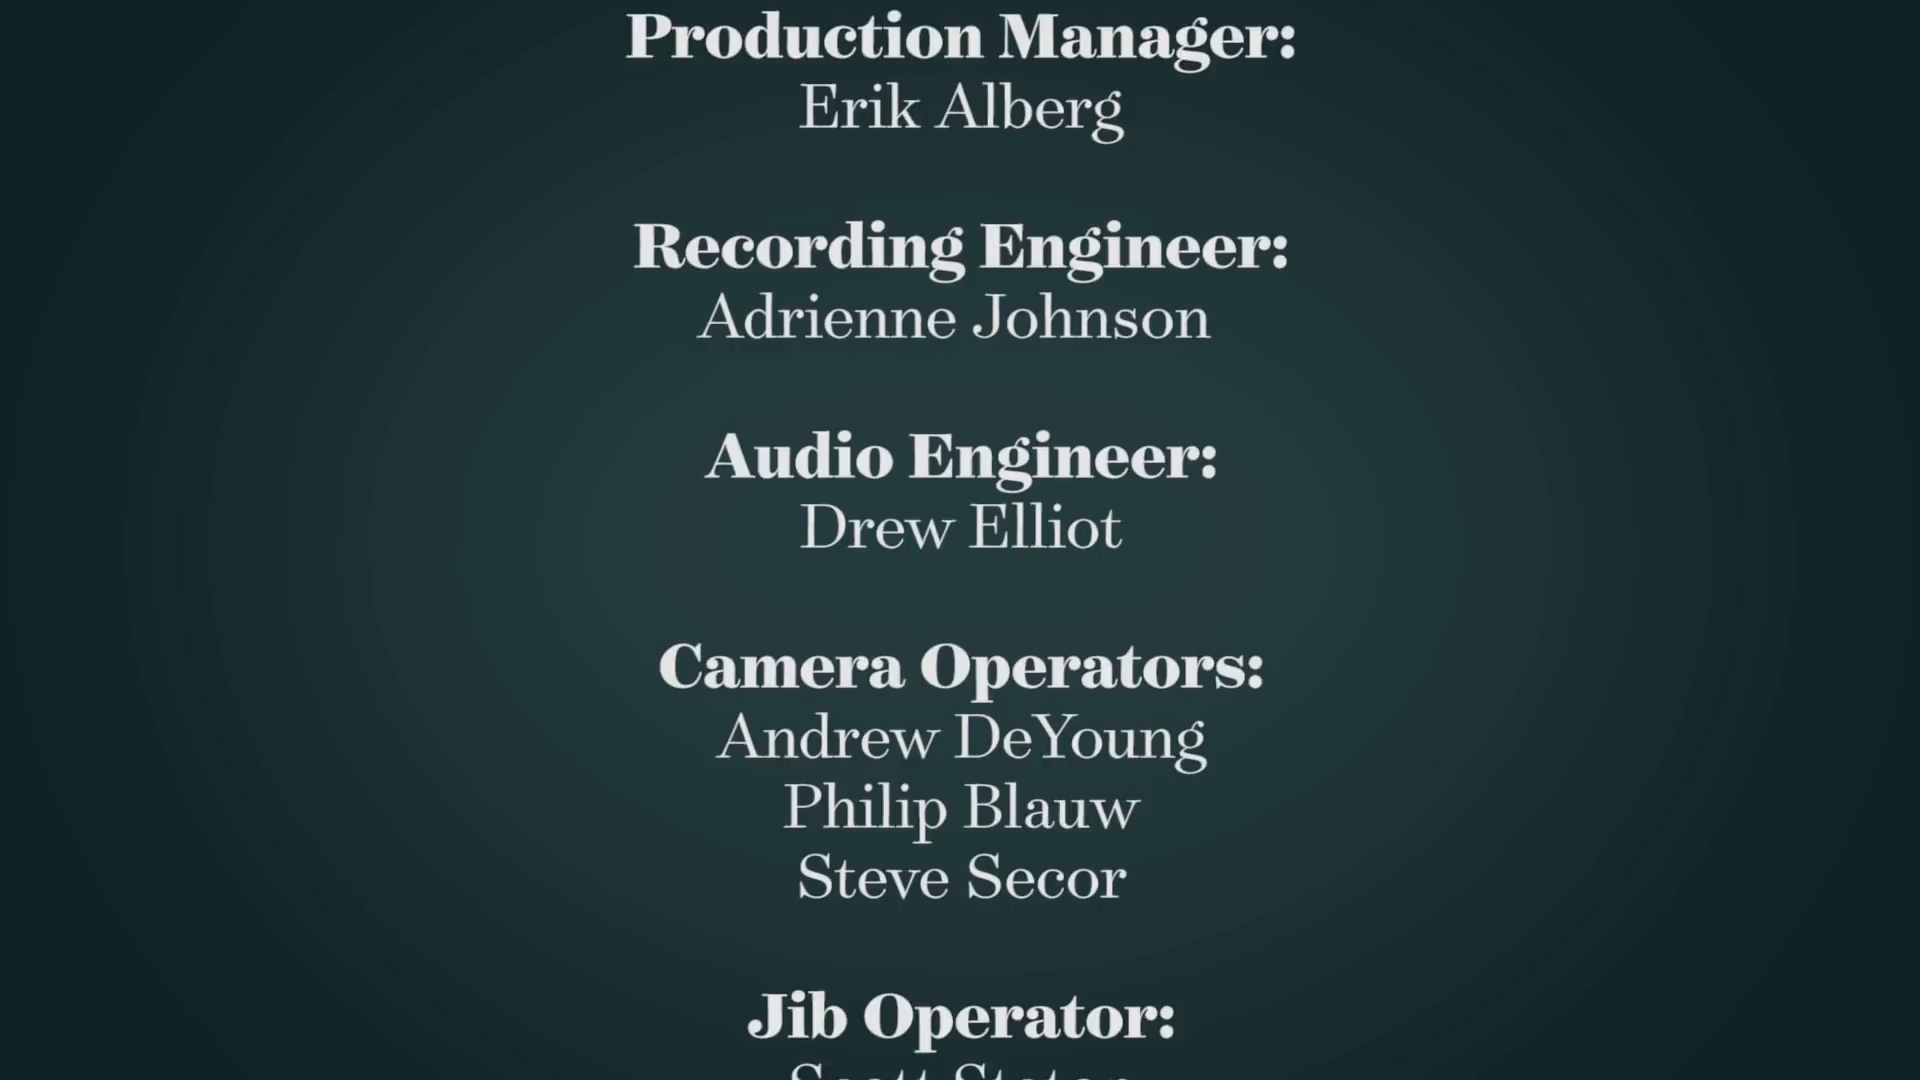 Production Manager:
Erik Alberg
Recording Engineer:
Adrienne Johnson
Audio Engineer:
Drew Elliot
Camera Operators:
Andrew DeYoung
Philip Blauw
Steve Secor
Jib Operator:
Scott